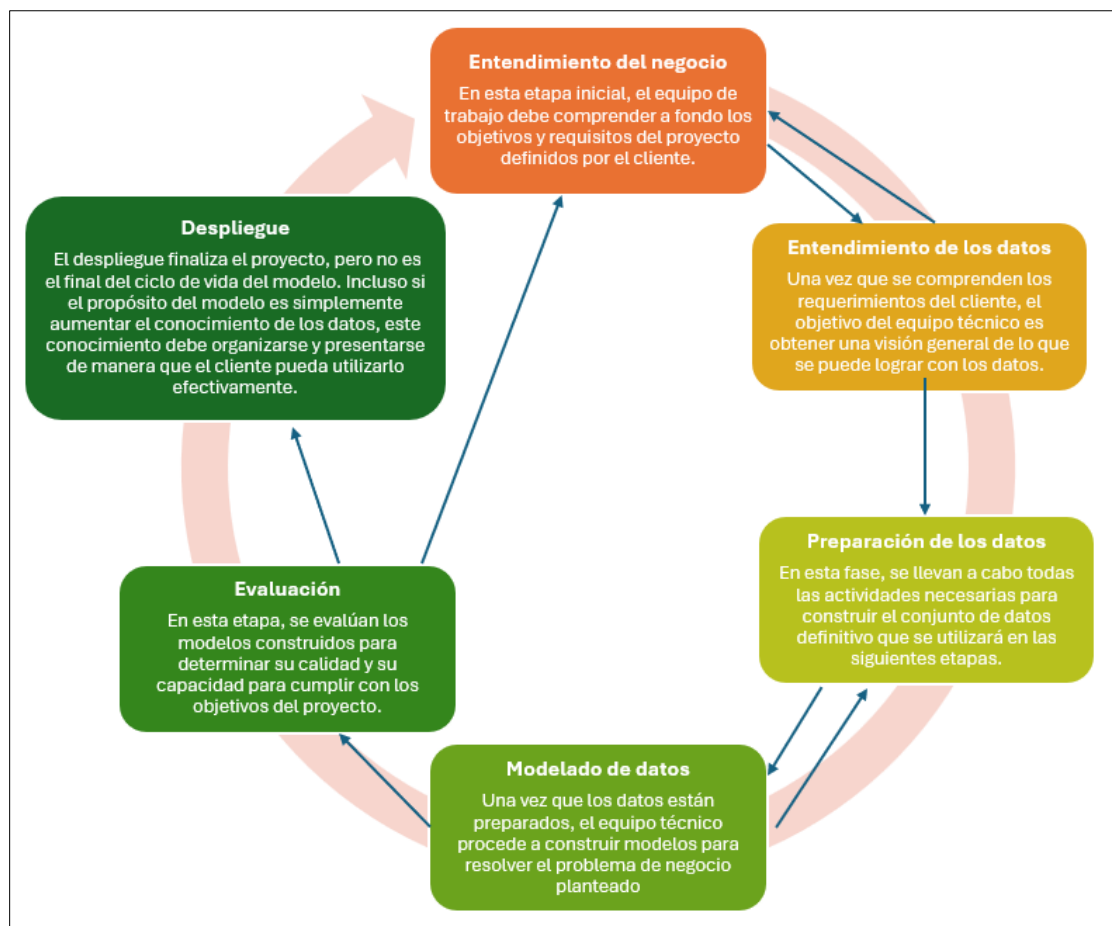 Entendimiento del negocio
En esta etapa inicial, el equipo de
trabajo debe comprender a fondo los
objetivos y requisitos del proyecto
definidos por el cliente.
Entendimiento de los datos
Una vez que se comprenden los
requerimientos del cliente, el
objetivo del equipo técnico es
obtener una visión general de lo que
se puede lograr con los datos.
Preparación de los datos
En esta fase, se llevan a cabo todas
las actividades necesarias para
construir el conjunto de datos
definitivo que se utilizará en las
siguientes etapas.
Modelado de datos
Una vez que los datos están
preparados, el equipo técnico
procede a construir modelos para
resolver el problema de negocio
planteado
Evaluación
En esta etapa, se evalúan los
modelos construidos para
determinar su calidad y su
capacidad para cumplir con los
objetivos del proyecto.
Despliegue
El despliegue finaliza el proyecto, pero no es
el final del ciclo de vida del modelo. Incluso si
el propósito del modelo es simplemente
aumentar el conocimiento de los datos, este
conocimiento debe organizarse y presentarse
de manera que el cliente pueda utilizarlo
efectivamente.